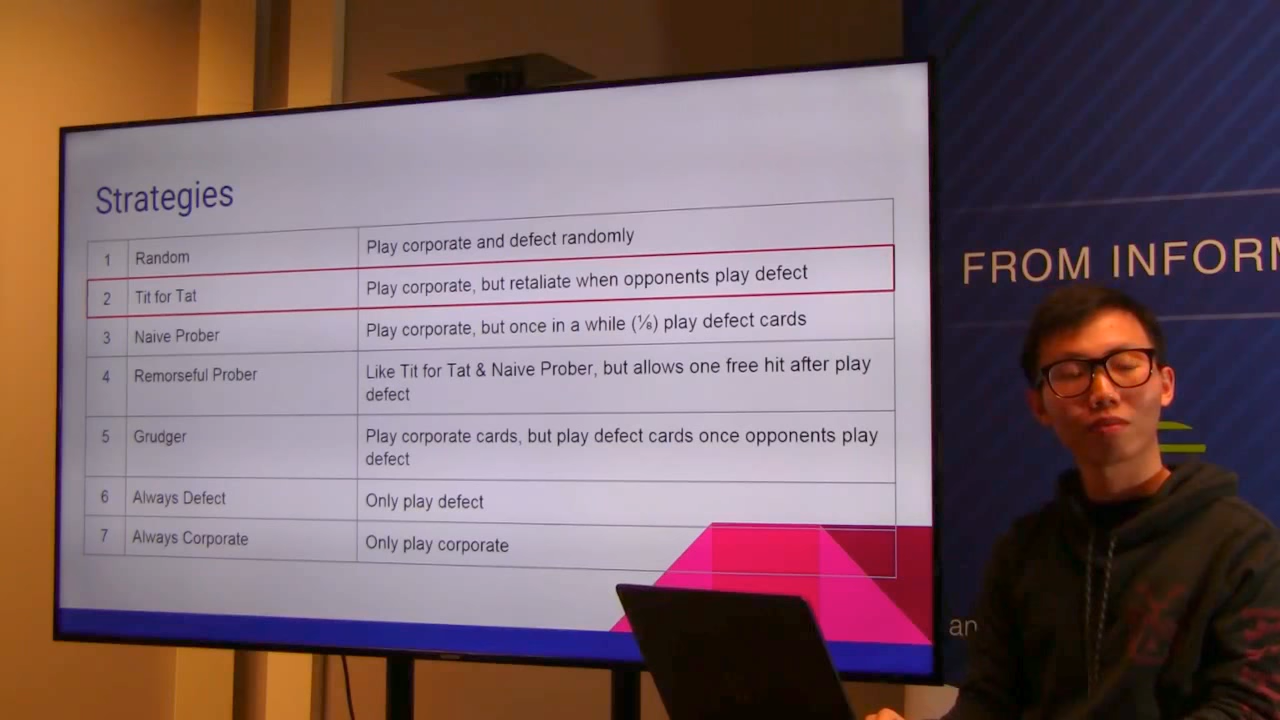 Strategies
1 Random Play corporate and defect randomly
2 Tit for Tat Play corporate, but retaliate when opponents play defect
3 Naive Prober Play corporate, but once in a while (⅛) play defect cards
4 Remorseful Prober Like Tit for Tat & Naive Prober, but allows one free hit after play
defect
5 Grudger Play corporate cards, but play defect cards once opponents play
defect
6 Always Defect Only play defect
7 Always Corporate Only play corporate
FROM INFORM
an